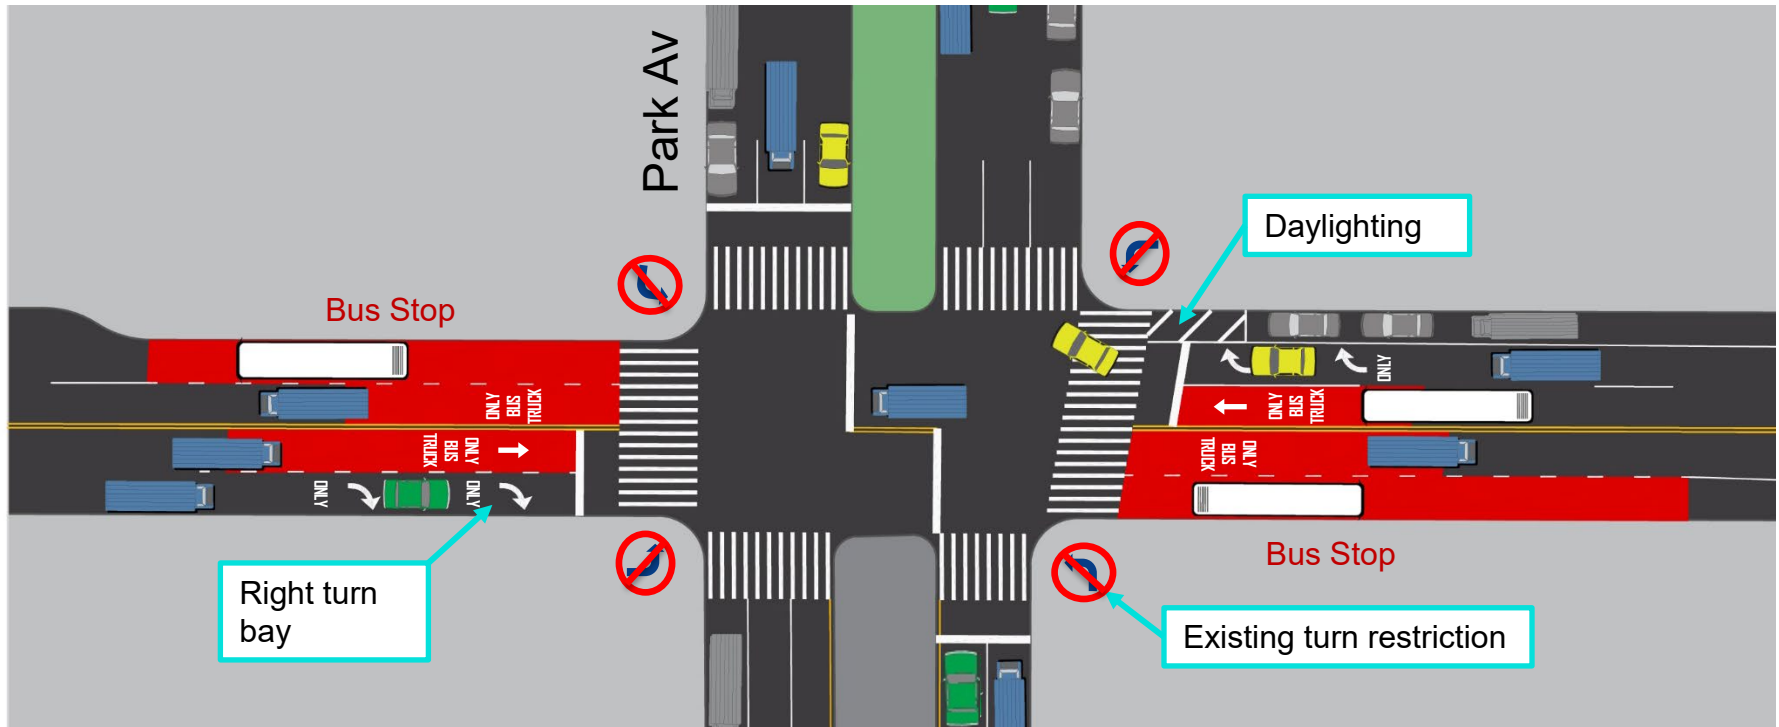 Park Av
Daylighting
Bus Stop
ONLY
ONLY
BUS
TRUCK
ONLY
BUS
TRUCK
TRUCK
BUS
ONLY
TRUCK
BUS
ONLY
ONLY
ONLY
Bus Stop
Right turn
bay
Existing turn restriction